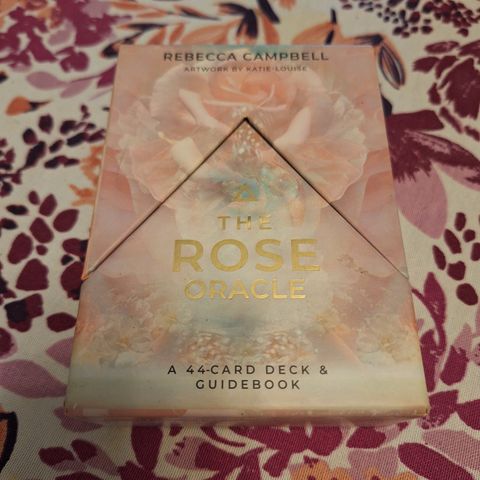 REBECCA CAMPBELL
ARTWORK BY KATIE-LOUISE
THE
ROSE
ORACLE
A 44-CARD DECK &
GUIDEBOOK